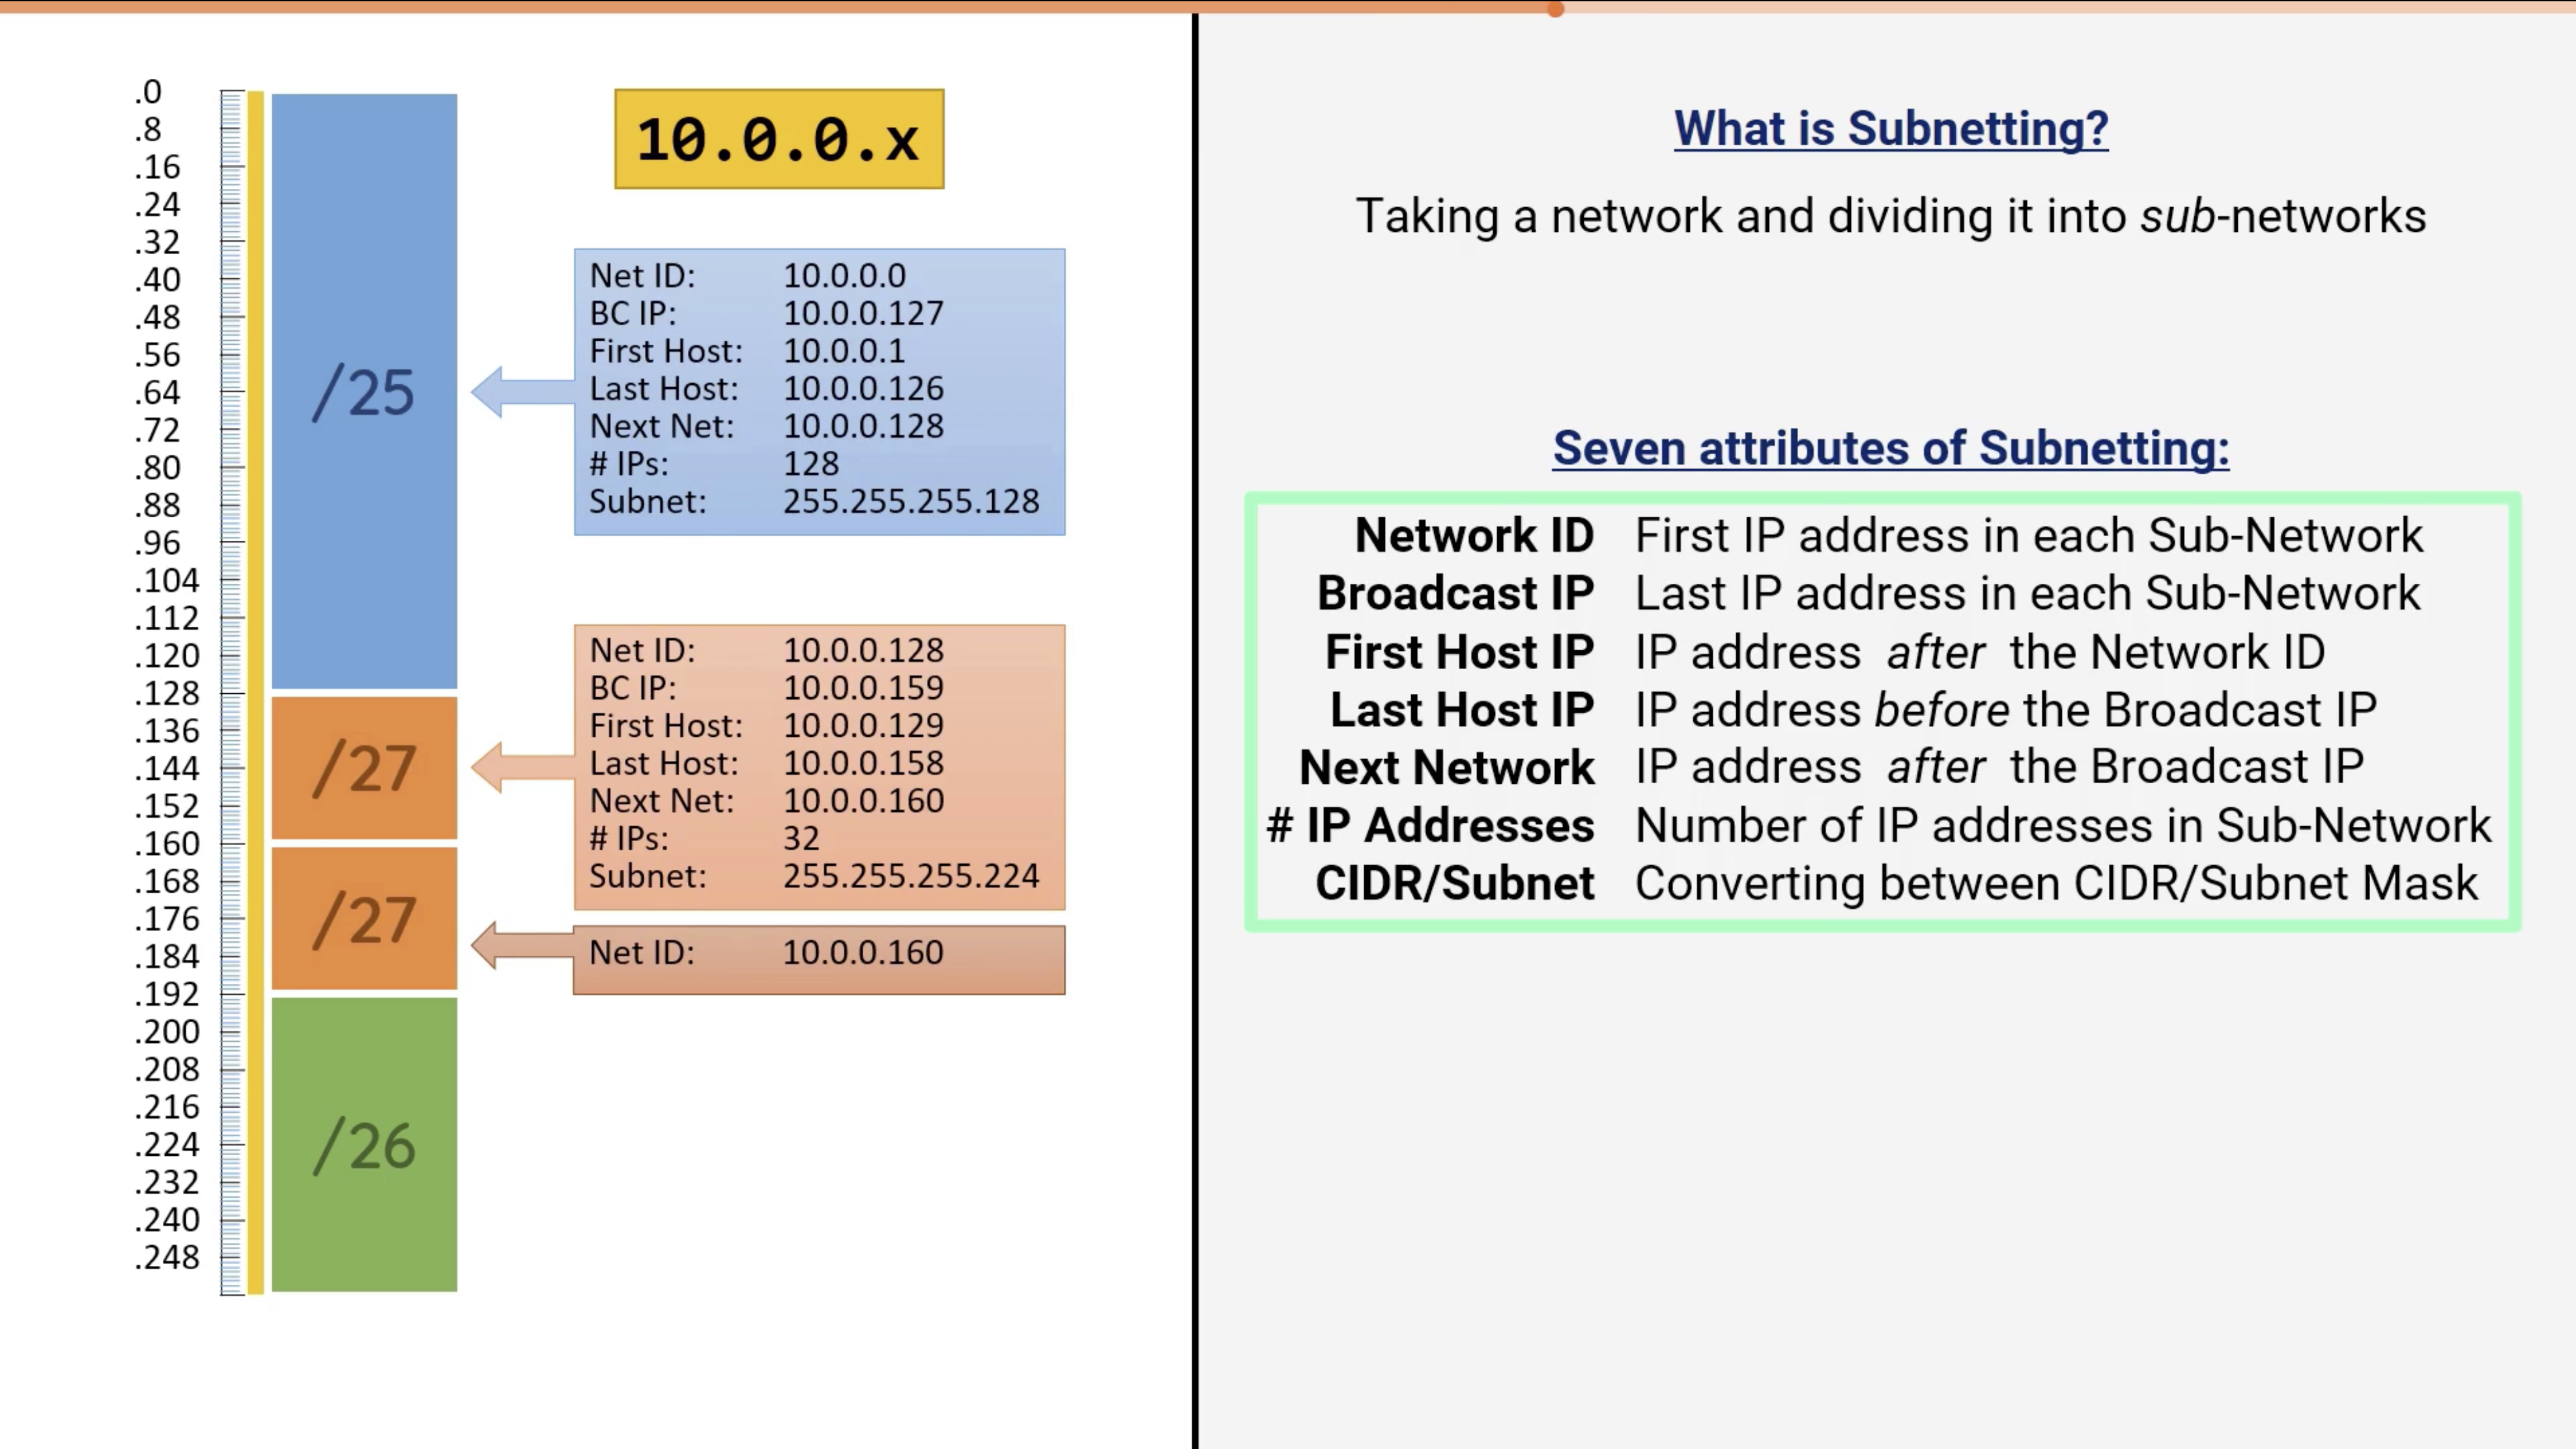 .0
.8
.16
.24
.32
.40
.48
.56
.64
.72
.80
.88
.96
.104
.112
.120
.128
.136
.144
.152
.160
.168
.176
.184
.192
.200
.208
.216
.224
.232
.240
.248
/25
/27
/27
/26
10.0.0.x
Net ID: 10.0.0.0
BC IP: 10.0.0.127
First Host: 10.0.0.1
Last Host: 10.0.0.126
Next Net: 10.0.0.128
# IPs: 128
Subnet: 255.255.255.128
Net ID: 10.0.0.128
BC IP: 10.0.0.159
First Host: 10.0.0.129
Last Host: 10.0.0.158
Next Net: 10.0.0.160
# IPs: 32
Subnet: 255.255.255.224
Net ID: 10.0.0.160
What is Subnetting?
Taking a network and dividing it into sub-networks
Seven attributes of Subnetting:
Network ID First IP address in each Sub-Network
Broadcast IP Last IP address in each Sub-Network
First Host IP IP address after the Network ID
Last Host IP IP address before the Broadcast IP
Next Network IP address after the Broadcast IP
# IP Addresses Number of IP addresses in Sub-Network
CIDR/Subnet Converting between CIDR/Subnet Mask